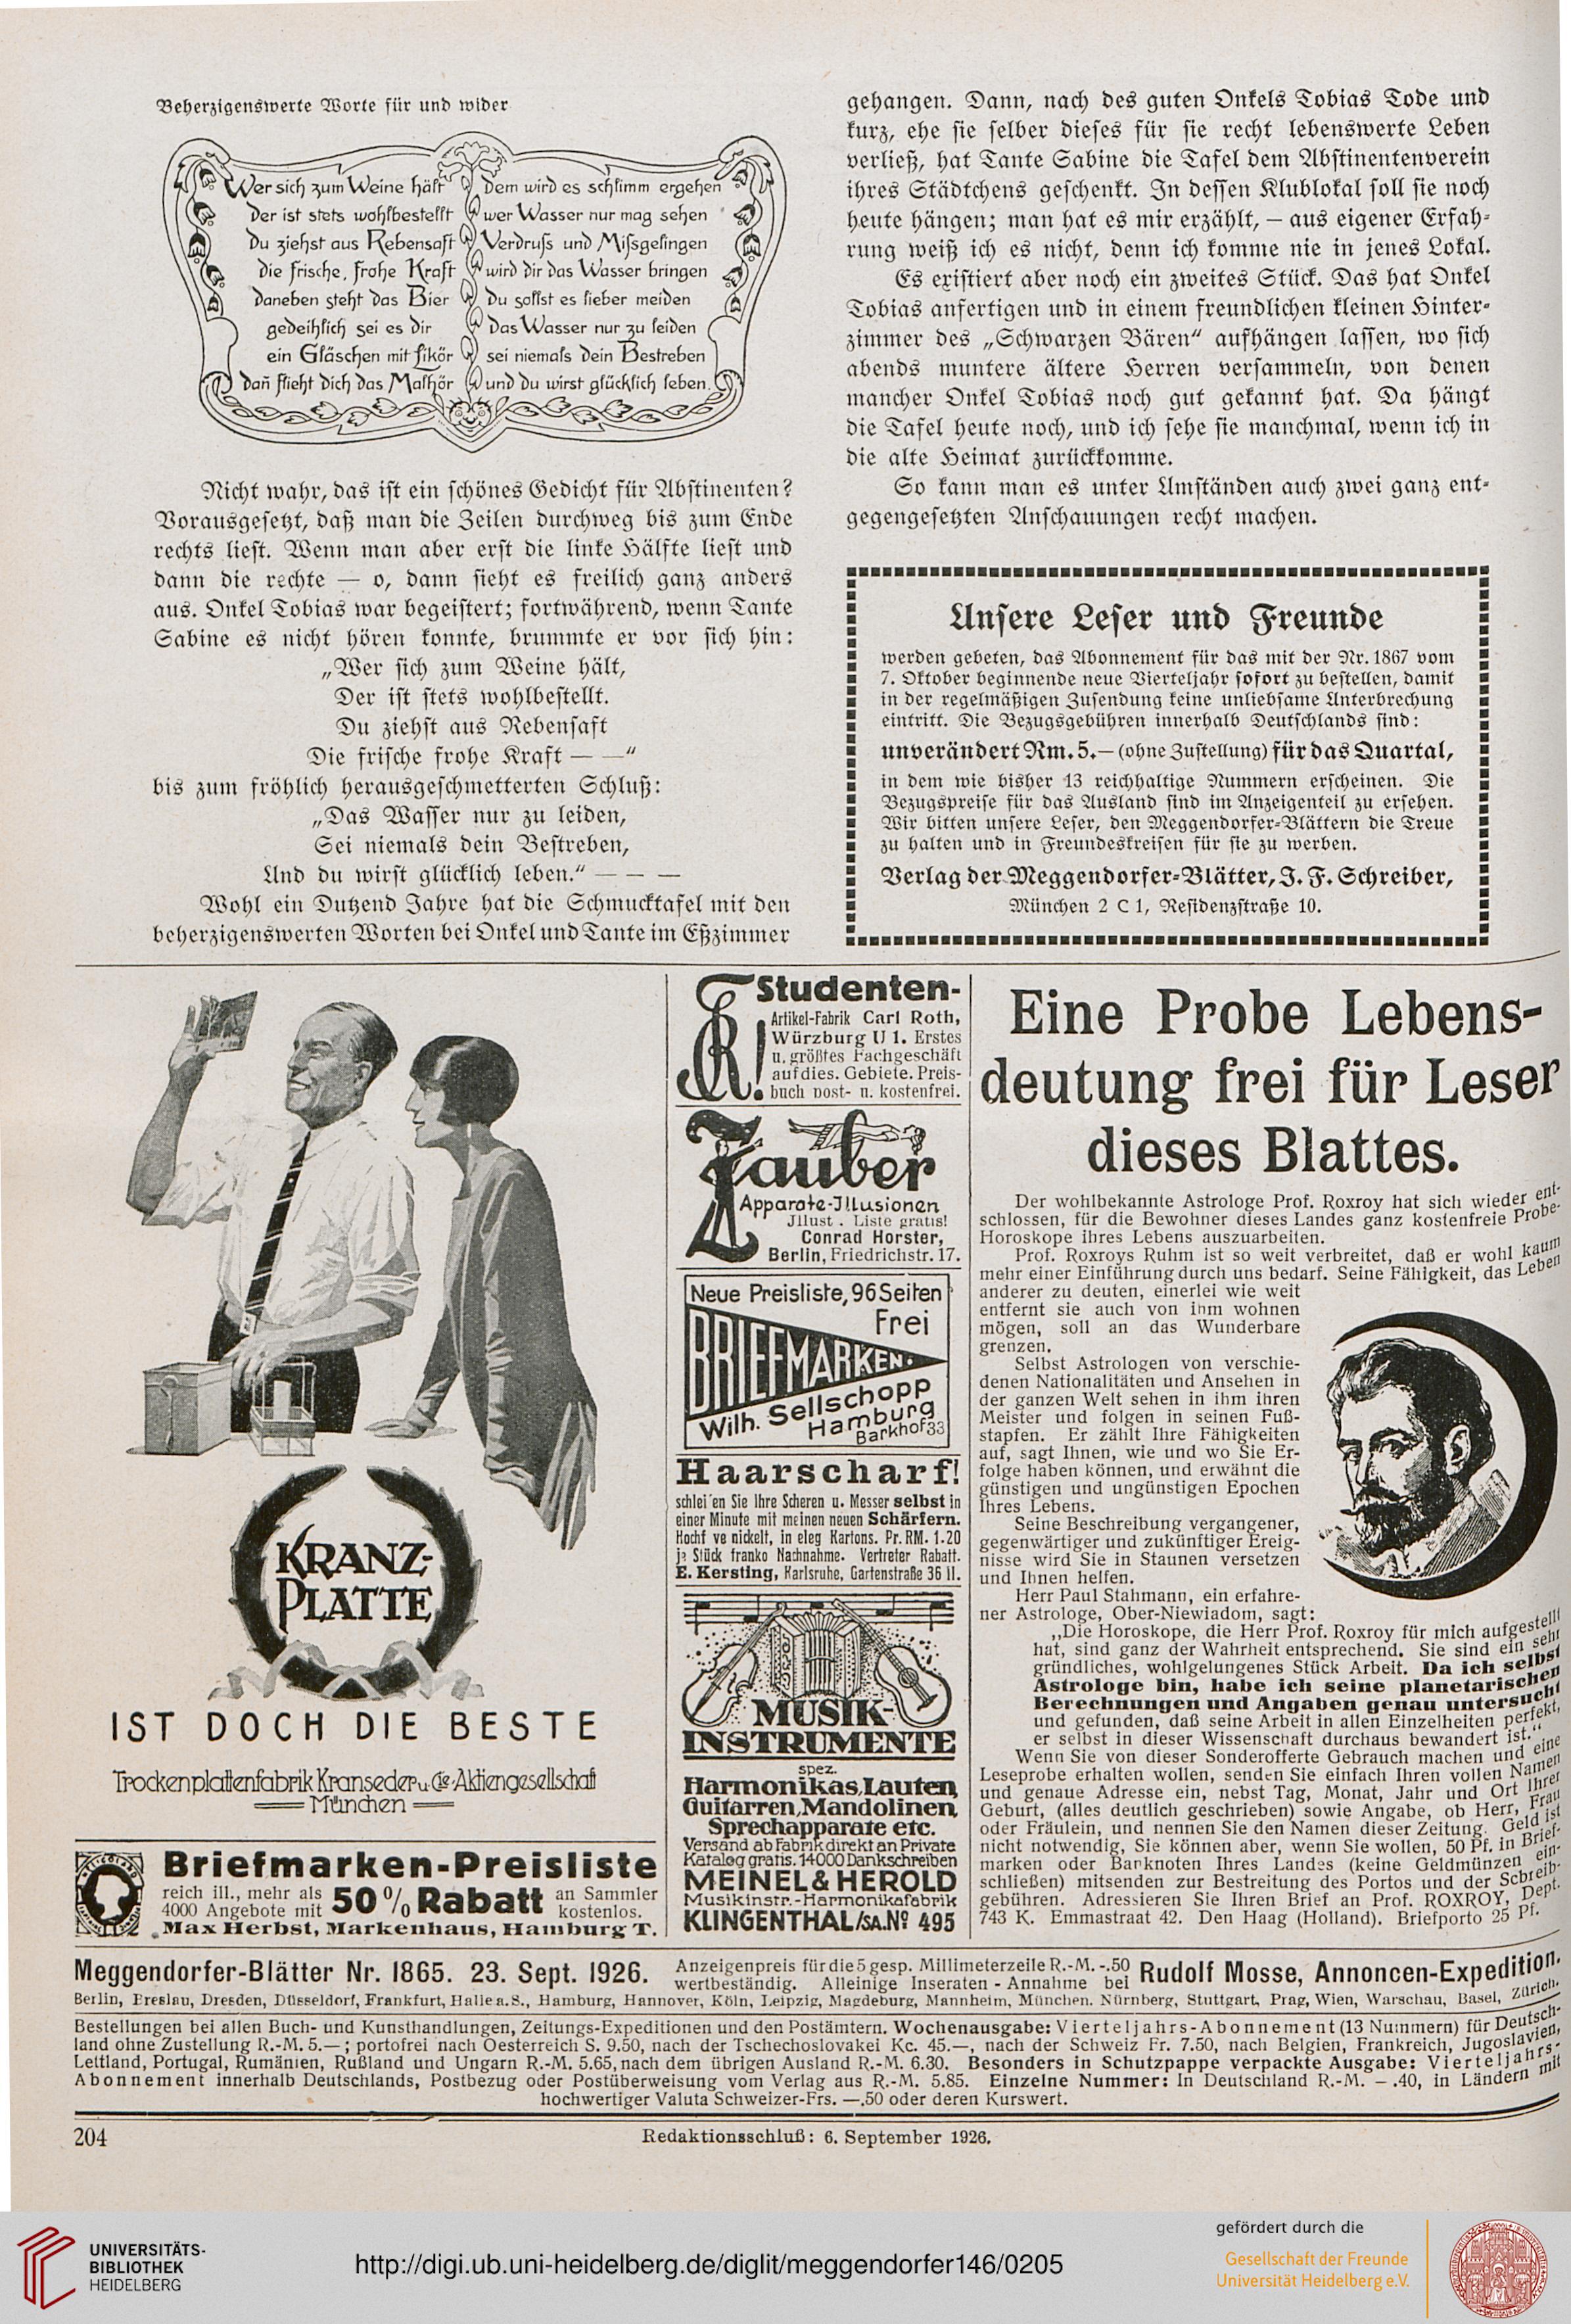 Beherzigenswerte Worte für und wider
Wer sich zum Weine hält Dem wird es schlimm ergehen
Der ist stets wohlbestellt wer Wasser nur mag sehen
Du ziehst aus Rebensaft Verdruß und Mißgelingen
Die frische, frohe Kraft wird dir das Wasser bringen
Daneben steht das Bier Du sollst es lieber meiden
gedeihlich sei es dir Das Wasser nur zu leiden
ein Gläschen mit Likör sei niemals dein Bestreben
Dan̄ flieht dich das Malhör und du wirst glücklich leben.
Nicht wahr, das ist ein schönes Gedicht für Abstinenten?
Vorausgesetzt, daß man die Zeilen durchweg bis zum Ende
rechts liest. Wenn man aber erst die linke Hälfte liest und
dann die rechte — o, dann sieht es freilich ganz anders
aus. Onkel Tobias war begeistert; fortwährend, wenn Tante
Sabine es nicht hören konnte, brummte er vor sich hin:
„Wer sich zum Weine hält,
Der ist stets wohlbestellt.
Du ziehst aus Rebensaft
Die frische frohe Kraft — —“
bis zum fröhlich herausgeschmetterten Schluß:
„Das Wasser nur zu leiden,
Sei niemals dein Bestreben,
Und du wirst glücklich leben.“ — — —
Wohl ein Dutzend Jahre hat die Schmucktafel mit den
beherzigenswerten Worten bei Onkel und Tante im Eßzimmer
gehangen. Dann, nach des guten Onkels Tobias Tode und
kurz, ehe sie selber dieses für sie recht lebenswerte Leben
verließ, hat Tante Sabine die Tafel dem Abstinentenverein
ihres Städtchens geschenkt. In dessen Klublokal soll sie noch
heute hängen; man hat es mir erzählt, — aus eigener Erfah-
rung weiß ich es nicht, denn ich komme nie in jenes Lokal.
Es existiert aber noch ein zweites Stück. Das hat Onkel
Tobias anfertigen und in einem freundlichen kleinen Hinter-
zimmer des „Schwarzen Bären“ aufhängen lassen, wo sich
abends muntere ältere Herren versammeln, von denen
mancher Onkel Tobias noch gut gekannt hat. Da hängt
die Tafel heute noch, und ich sehe sie manchmal, wenn ich in
die alte Heimat zurückkomme.
So kann man es unter Umständen auch zwei ganz ent-
gegengesetzten Anschauungen recht machen.
Unsere Leser und Freunde
werden gebeten, das Abonnement für das mit der Nr. 1867 vom
7. Oktober beginnende neue Vierteljahr sofort zu bestellen, damit
in der regelmäßigen Zusendung keine unliebsame Unterbrechung
eintritt. Die Bezugsgebühren innerhalb Deutschlands sind:
unverändert Rm. 5.— (ohne Zustellung) für das Quartal,
in dem wie bisher 13 reichhaltige Nummern erscheinen. Die
Bezugspreise für das Ausland sind im Anzeigenteil zu ersehen.
Wir bitten unsere Leser, den Meggendorfer-Blättern die Treue
zu halten und in Freundeskreisen für sie zu werben.
Verlag der Meggendorfer-Blätter, J. F. Schreiber,
München 2 C 1, Residenzstraße 10.
KRANZ-
PLATTE
IST DOCH DIE BESTE
Trockenplattenfabrik Kranseder u. Cie. Aktiengesellschaft
München
Briefmarken-Preisliste
reich ill., mehr als 50 % Rabatt an Sammler
4000 Angebote mit kostenlos.
Max Herbst, Markenhaus, Hamburg T.
Studenten-
Artikel-Fabrik Carl Roth,
Würzburg U 1. Erstes
u. größtes Fachgeschäft
auf dies. Gebiete. Preis-
buch post- u. kostenfrei.
Zauber
Apparate-Illusionen
Illust. Liste gratis!
Conrad Horster,
Berlin, Friedrichstr. 17.
Neue Preisliste, 96 Seiten
Frei
BRIEFMARKEN.
Wilh. Sellschopp
Hamburg
Barkhof 33
Haarscharf!
schleifen Sie Ihre Scheren u. Messer selbst in
einer Minute mit meinen neuen Schärfern.
Hochf vernickelt, in eleg Kartons. Pr. RM. 1.20
je Stück franko Nachnahme. Vertreter Rabatt.
E. Kersting, Karlsruhe, Gartenstraße 36 II.
MUSIK-
INSTRUMENTE
spez.
Harmonikas, Lauten,
Guitarren, Mandolinen,
Sprechapparate etc.
Versand ab Fabrik direkt an Private
Katalog gratis. 14000 Dankschreiben
MEINEL & HEROLD
Musikinstr.-Harmonikafabrik
KLINGENTHAL/SA. Nº 495
Eine Probe Lebens-
deutung frei für Leser
dieses Blattes.
Der wohlbekannte Astrologe Prof. Roxroy hat sich wieder ent-
schlossen, für die Bewohner dieses Landes ganz kostenfreie Probe-
Horoskope ihres Lebens auszuarbeiten.
Prof. Roxroys Ruhm ist so weit verbreitet, daß er wohl kaum
mehr einer Einführung durch uns bedarf. Seine Fähigkeit, das Leben
anderer zu deuten, einerlei wie weit
entfernt sie auch von ihm wohnen
mögen, soll an das Wunderbare
grenzen.
Selbst Astrologen von verschie-
denen Nationalitäten und Ansehen in
der ganzen Welt sehen in ihm ihren
Meister und folgen in seinen Fuß-
stapfen. Er zählt Ihre Fähigkeiten
auf, sagt Ihnen, wie und wo Sie Er-
folge haben können, und erwähnt die
günstigen und ungünstigen Epochen
Ihres Lebens.
Seine Beschreibung vergangener,
gegenwärtiger und zukünftiger Ereig-
nisse wird Sie in Staunen versetzen
und Ihnen helfen.
Herr Paul Stahmann, ein erfahre-
ner Astrologe, Ober-Niewiadom, sagt:
„Die Horoskope, die Herr Prof. Roxroy für mich aufgestellt
hat, sind ganz der Wahrheit entsprechend. Sie sind ein sehr
gründliches, wohlgelungenes Stück Arbeit. Da ich selbst
Astrologe bin, habe ich seine planetarischen
Berechnungen und Angaben genau untersucht
und gefunden, daß seine Arbeit in allen Einzelheiten perfekt,
er selbst in dieser Wissenschaft durchaus bewandert ist.“
Wenn Sie von dieser Sonderofferte Gebrauch machen und eine
Leseprobe erhalten wollen, senden Sie einfach Ihren vollen Namen
und genaue Adresse ein, nebst Tag, Monat, Jahr und Ort Ihrer
Geburt, (alles deutlich geschrieben) sowie Angabe, ob Herr, Frau
oder Fräulein, und nennen Sie den Namen dieser Zeitung. Geld ist
nicht notwendig, Sie können aber, wenn Sie wollen, 50 Pf. in Brief-
marken oder Banknoten Ihres Landes (keine Geldmünzen ein-
schließen) mitsenden zur Bestreitung des Portos und der Schreib-
gebühren. Adressieren Sie Ihren Brief an Prof. ROXROY, Dept.
743 K. Emmastraat 42. Den Haag (Holland). Briefporto 25 Pf.
Meggendorfer-Blätter Nr. 1865. 23. Sept. 1926. Anzeigenpreis für die 5 gesp. Millimeterzeile R.-M. -.50
wertbeständig. Alleinige Inseraten-Annahme bei Rudolf Mosse, Annoncen-Expedition.
Berlin, Breslau, Dresden, Düsseldorf, Frankfurt, Halle a. S., Hamburg, Hannover, Köln, Leipzig, Magdeburg, Mannheim, München, Nürnberg, Stuttgart, Prag, Wien, Warschau, Basel, Zürich.
Bestellungen bei allen Buch- und Kunsthandlungen, Zeitungs-Expeditionen und den Postämtern. Wochenausgabe: Vierteljahrs-Abonnement (13 Nummern) für Deutsch-
land ohne Zustellung R.-M. 5.—; portofrei nach Oesterreich S. 9.50, nach der Tschechoslovakei Kc. 45.—, nach der Schweiz Fr. 7.50, nach Belgien, Frankreich, Jugoslavien,
Lettland, Portugal, Rumänien, Rußland und Ungarn R.-M. 5.65, nach dem übrigen Ausland R.-M. 6.30. Besonders in Schutzpappe verpackte Ausgabe: Vierteljahrs-
Abonnement innerhalb Deutschlands, Postbezug oder Postüberweisung vom Verlag aus R.-M. 5.85. Einzelne Nummer: In Deutschland R.-M. —.40, in Ländern mit
hochwertiger Valuta Schweizer-Frs. —.50 oder deren Kurswert.
204 Redaktionsschluß: 6. September 1926.
UNIVERSITÄTS-
BIBLIOTHEK
HEIDELBERG
http://digi.ub.uni-heidelberg.de/diglit/meggendorfer146/0205
gefördert durch die
Gesellschaft der Freunde
Universität Heidelberg e.V.